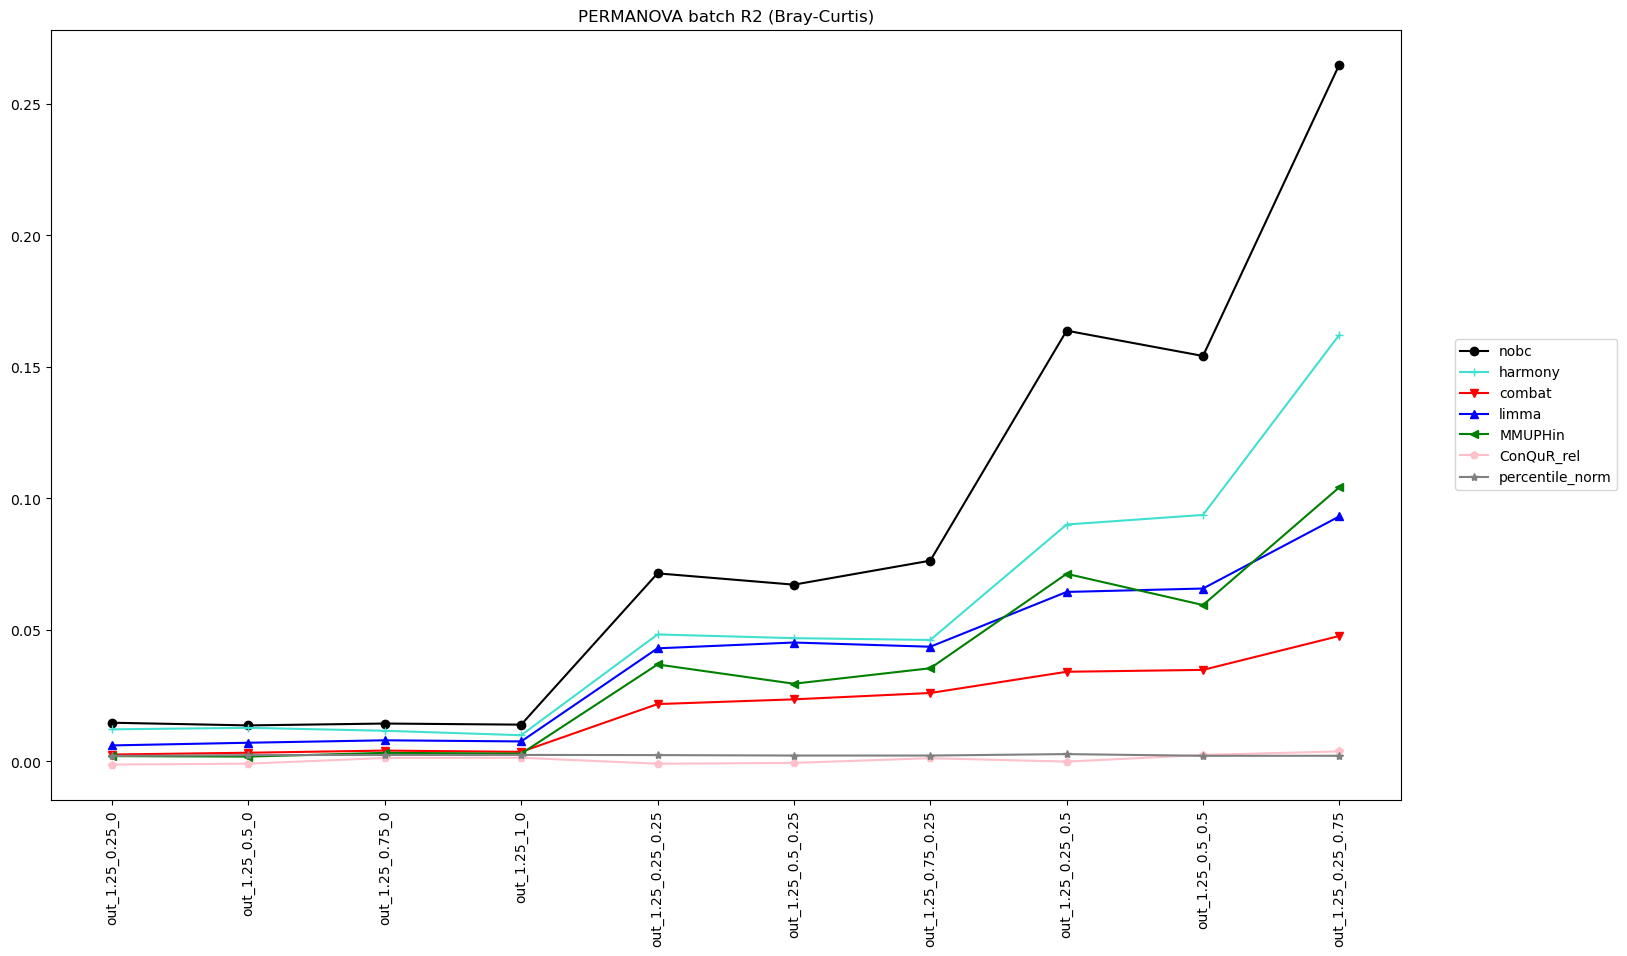 PERMANOVA batch R2 (Bray-Curtis)
0.25
0.20
0.15
0.10
0.05
0.00
out_1.25_0.25_0
out_1.25_0.5_0
out_1.25_0.75_0
out_1.25_1_0
out_1.25_0.25_0.25
out_1.25_0.5_0.25
out_1.25_0.75_0.25
out_1.25_0.25_0.5
out_1.25_0.5_0.5
out_1.25_0.25_0.75
nobc
harmony
combat
limma
MMUPHin
ConQuR_rel
percentile_norm